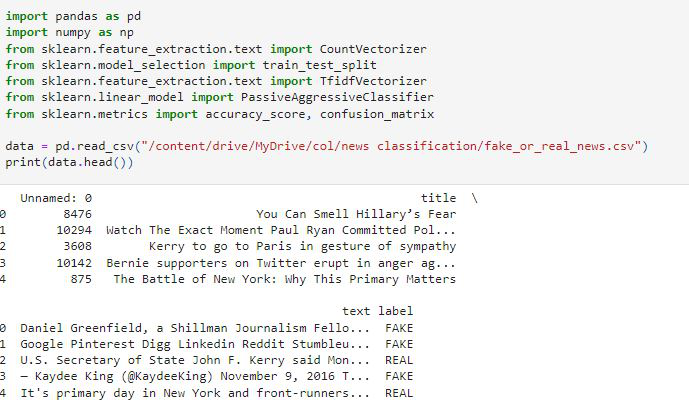 import pandas as pd
import numpy as np
from sklearn.feature_extraction.text import CountVectorizer
from sklearn.model_selection import train_test_split
from sklearn.feature_extraction.text import TfidfVectorizer
from sklearn.linear_model import PassiveAggressiveClassifier
from sklearn.metrics import accuracy_score, confusion_matrix
data = pd.read_csv("/content/drive/MyDrive/col/news classification/fake_or_real_news.csv")
print(data.head())
Unnamed: 0 title \
0 8476 You Can Smell Hillary’s Fear
1 10294 Watch The Exact Moment Paul Ryan Committed Pol...
2 3608 Kerry to go to Paris in gesture of sympathy
3 10142 Bernie supporters on Twitter erupt in anger ag...
4 875 The Battle of New York: Why This Primary Matters
text label
0 Daniel Greenfield, a Shillman Journalism Fello... FAKE
1 Google Pinterest Digg Linkedin Reddit Stumbleu... FAKE
2 U.S. Secretary of State John F. Kerry said Mon... REAL
3 — Kaydee King (@KaydeeKing) November 9, 2016 T... FAKE
4 It's primary day in New York and front-runners... REAL